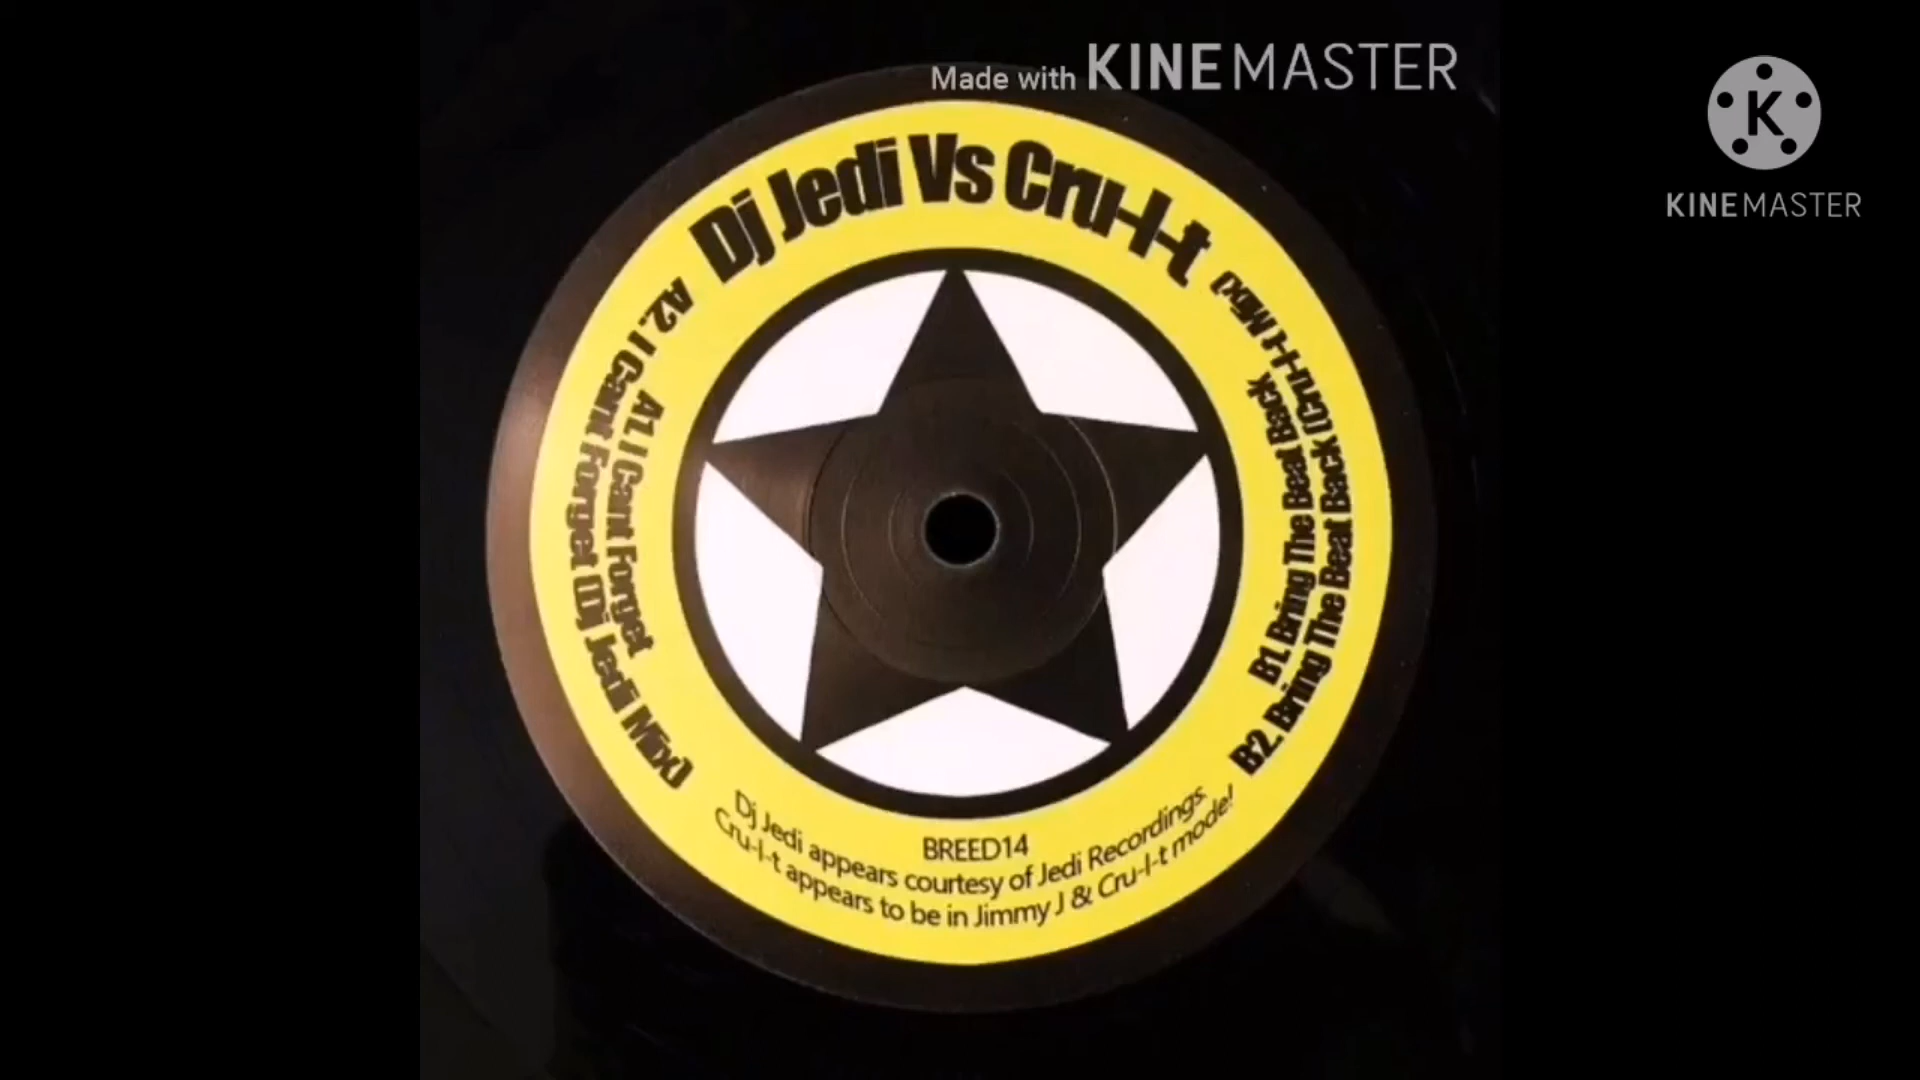 Made with KINEMASTER
K
KINEMASTER
Dj Jedi Vs Cru-l-t
A1. I Cant Forget
A2. I Cant Forget (Dj Jedi Mix)
B1. Bring The Beat Back
B2. Bring The Beat Back (Cru-l-t Mix)
BREED14
Dj Jedi appears courtesy of Jedi Recordings.
Cru-l-t appears to be in Jimmy J & Cru-l-t mode!